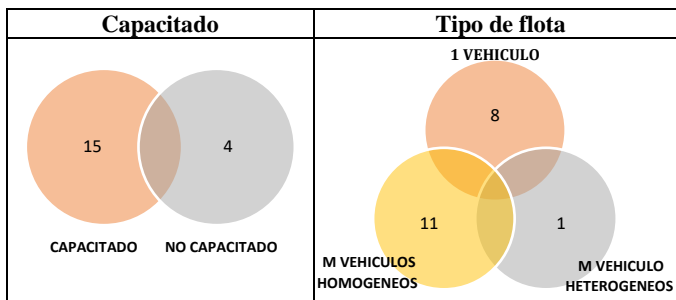 Capacitado
15
4
CAPACITADO
NO CAPACITADO
Tipo de flota
1 VEHICULO
8
11
1
M VEHICULOS
HOMOGENEOS
M VEHICULO
HETEROGENEOS